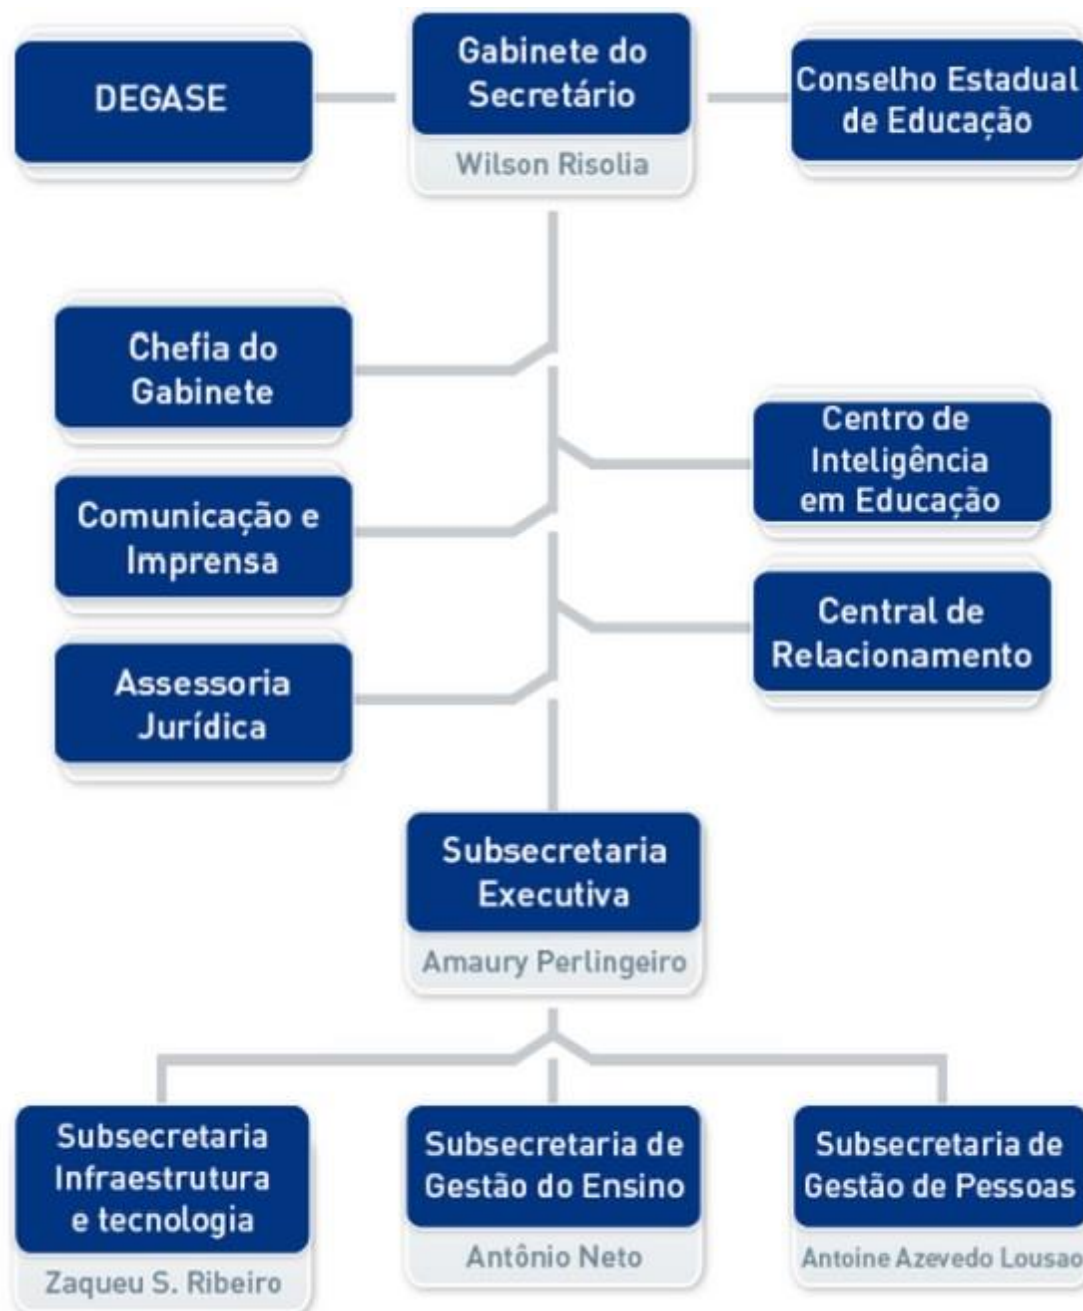 DEGASE
Gabinete do
Secretário
Wilson Risolia
Conselho Estadual
de Educação
Chefia do
Gabinete
Centro de
Inteligência
em Educação
Comunicação e
Imprensa
Central de
Relacionamento
Assessoria
Jurídica
Subsecretaria
Executiva
Amaury Perlingeiro
Subsecretaria
Infraestrutura
e tecnologia
Zaqueu S. Ribeiro
Subsecretaria de
Gestão do Ensino
Antônio Neto
Subsecretaria de
Gestão de Pessoas
Antoine Azevedo Lousao